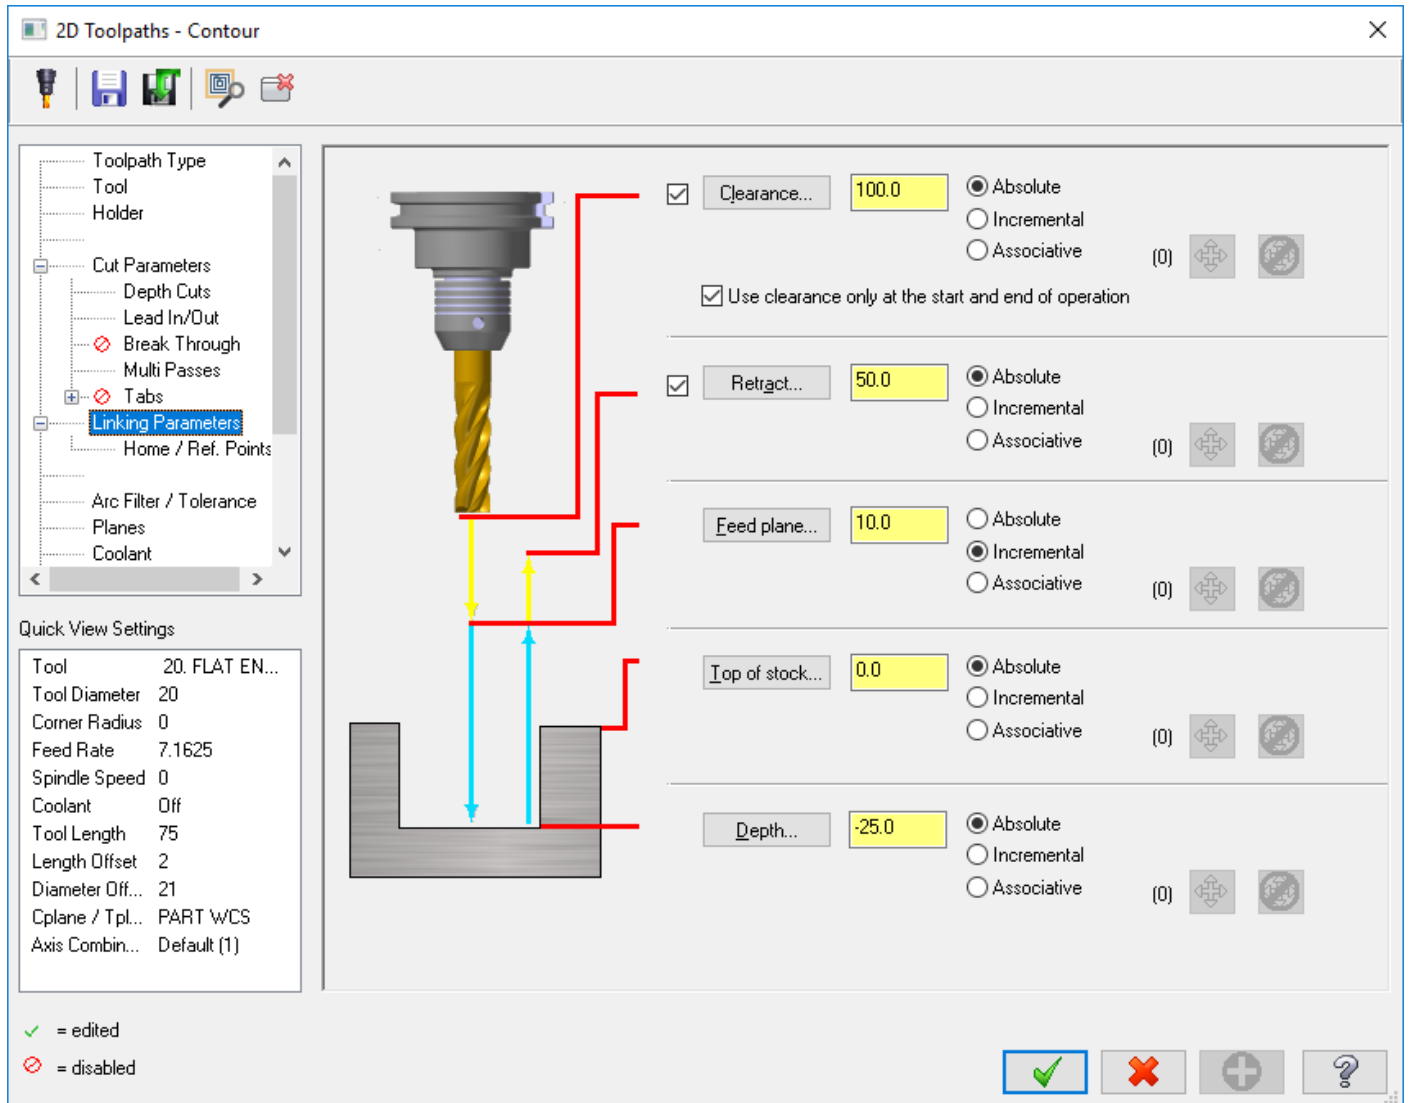 2D Toolpaths - Contour
Toolpath Type
Tool
Holder
Cut Parameters
Depth Cuts
Lead In/Out
Break Through
Multi Passes
Tabs
Linking Parameters
Home / Ref. Points
Arc Filter / Tolerance
Planes
Coolant
Quick View Settings
Tool 20. FLAT EN...
Tool Diameter 20
Corner Radius 0
Feed Rate 7.1625
Spindle Speed 0
Coolant Off
Tool Length 75
Length Offset 2
Diameter Off... 21
Cplane / Tpl... PART WCS
Axis Combin... Default (1)
✓ = edited
= disabled
Clearance... 100.0 Absolute
Incremental
Associative (0)
Use clearance only at the start and end of operation
Retract... 50.0 Absolute
Incremental
Associative (0)
Feed plane... 10.0 Absolute
Incremental
Associative (0)
Top of stock... 0.0 Absolute
Incremental
Associative (0)
Depth... -25.0 Absolute
Incremental
Associative (0)
?